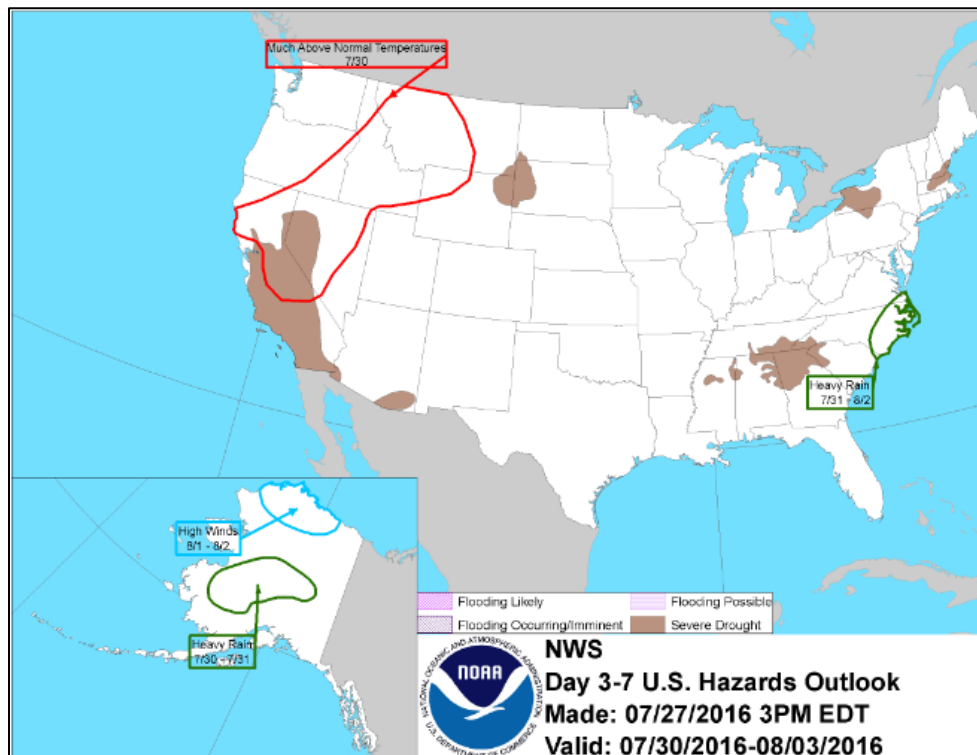 Much Above Normal Temperatures
7/30
Heavy Rain
7/31 - 8/2
High Winds
8/1 - 8/2
Heavy Rain
7/30 - 7/31
Flooding Likely
Flooding Possible
Flooding Occurring/Imminent
Severe Drought
NATIONAL OCEANIC AND ATMOSPHERIC ADMINISTRATION
NOAA
U.S. DEPARTMENT OF COMMERCE
NWS
Day 3-7 U.S. Hazards Outlook
Made: 07/27/2016 3PM EDT
Valid: 07/30/2016-08/03/2016